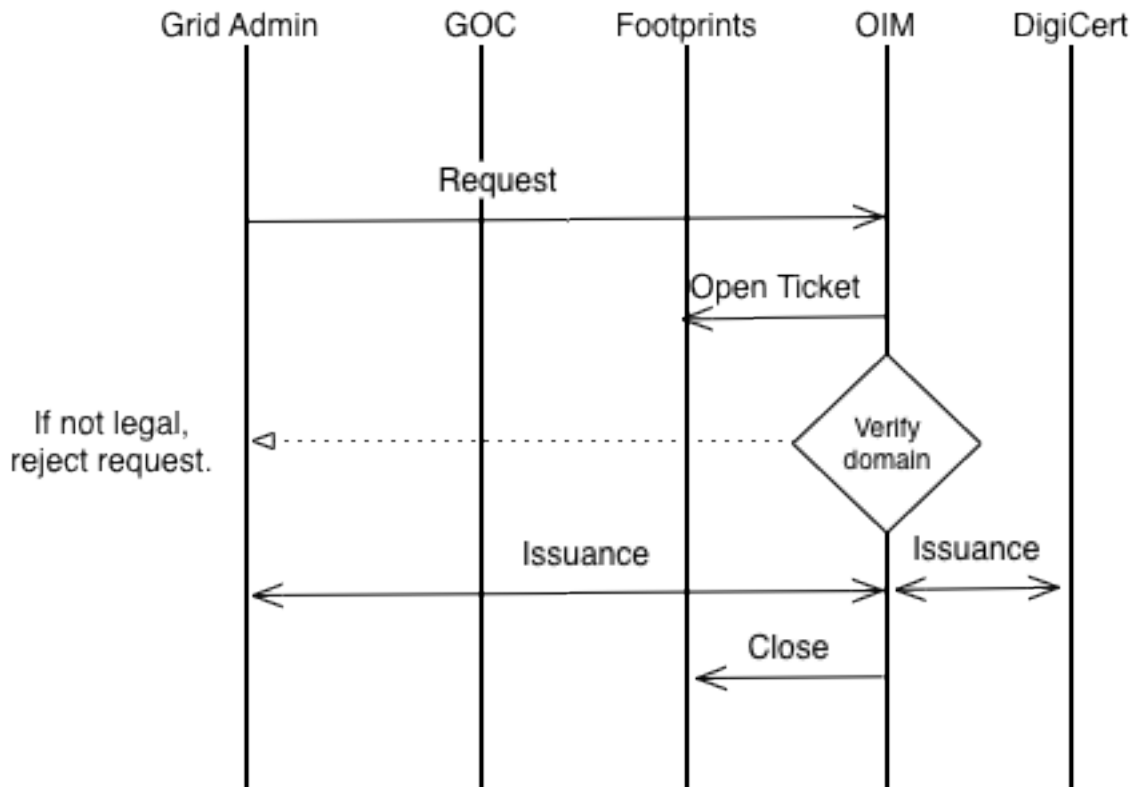 Grid Admin GOC Footprints OIM DigiCert
Request
Open Ticket
If not legal,
reject request.
Verify
domain
Issuance
Issuance
Close